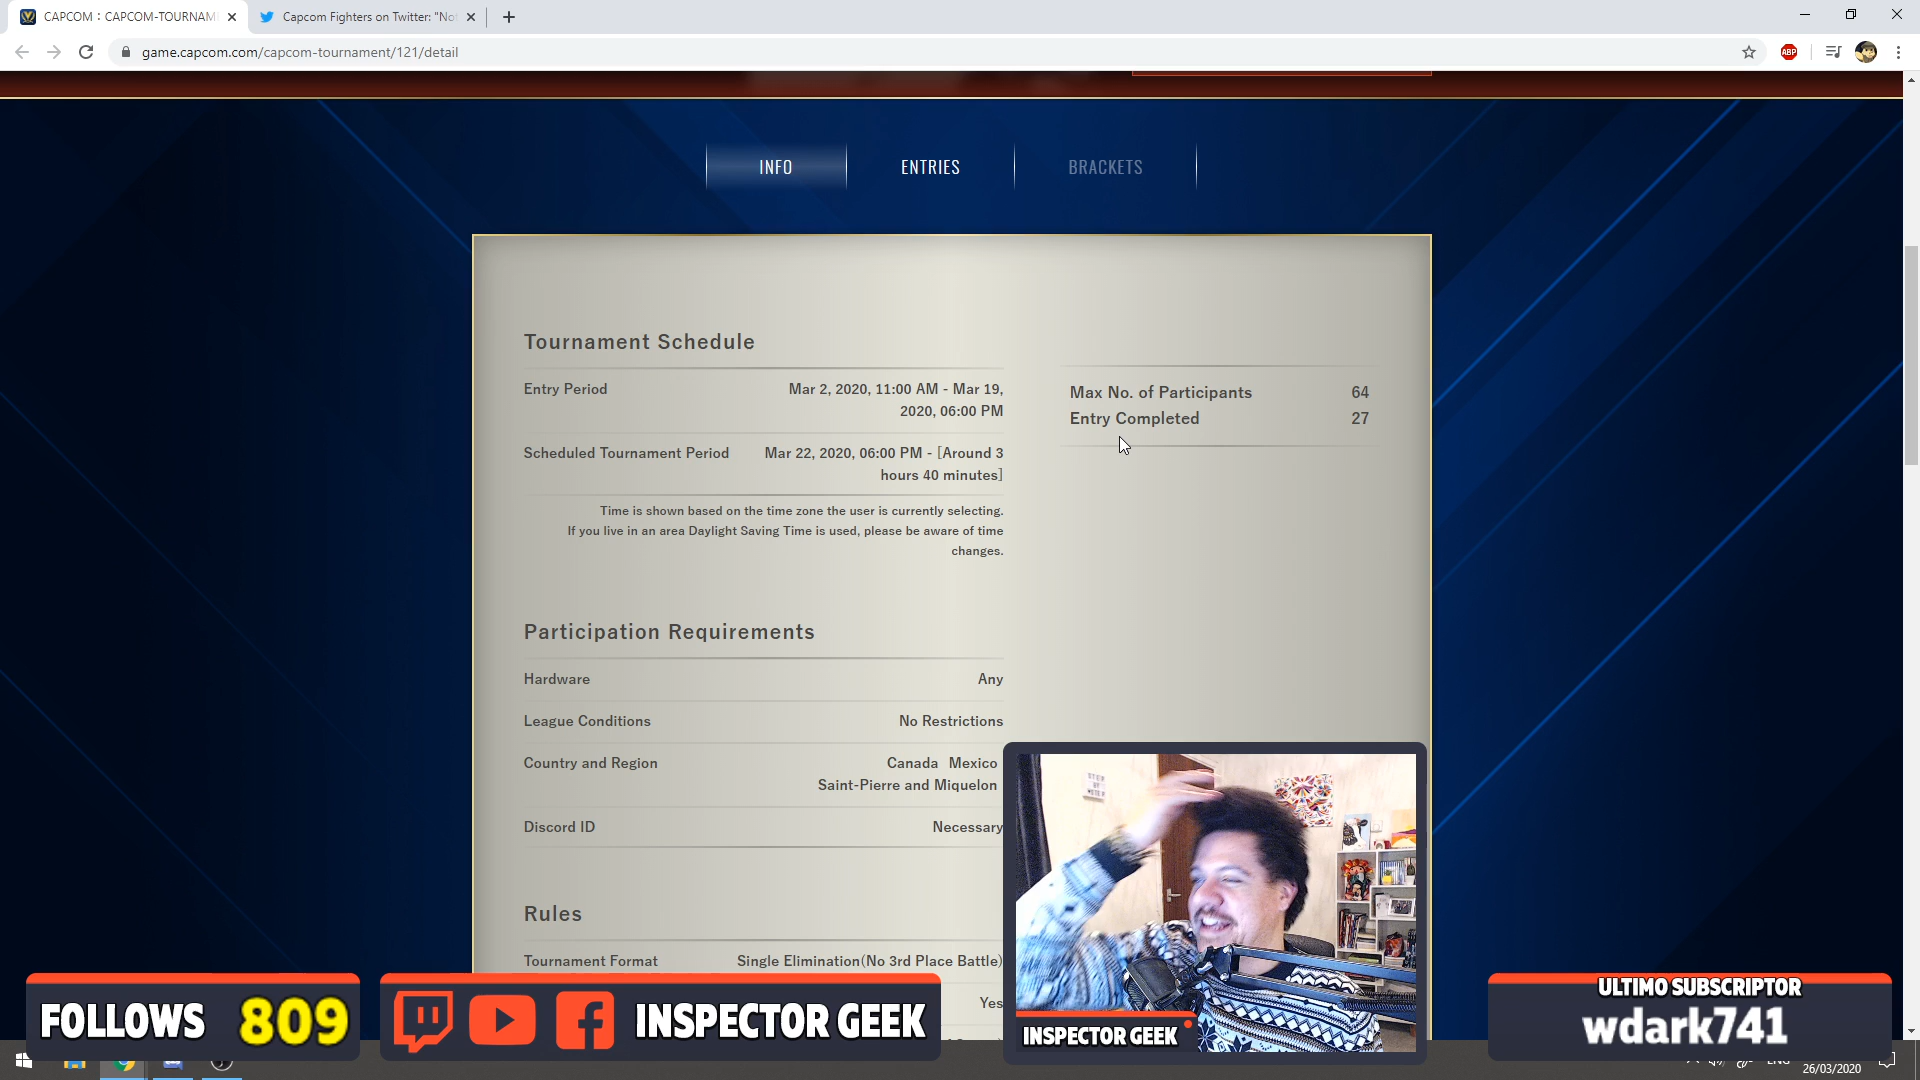 CAPCOM : CAPCOM-TOURNAM
Capcom Fighters on Twitter: "Not
game.capcom.com/capcom-tournament/121/detail
ABP
INFO
ENTRIES
BRACKETS
Tournament Schedule
Entry Period
Mar 2, 2020, 11:00 AM - Mar 19,
2020, 06:00 PM
Max No. of Participants 64
Entry Completed 27
Scheduled Tournament Period
Mar 22, 2020, 06:00 PM - [Around 3
hours 40 minutes]
Time is shown based on the time zone the user is currently selecting.
If you live in an area Daylight Saving Time is used, please be aware of time
changes.
Participation Requirements
Hardware Any
League Conditions No Restrictions
Country and Region Canada Mexico
Saint-Pierre and Miquelon
Discord ID Necessary
Rules
Tournament Format Single Elimination(No 3rd Place Battle)
Yes
FOLLOWS 809
INSPECTOR GEEK
INSPECTOR GEEK
ULTIMO SUBSCRIPTOR
wdark741
ENG
26/03/2020